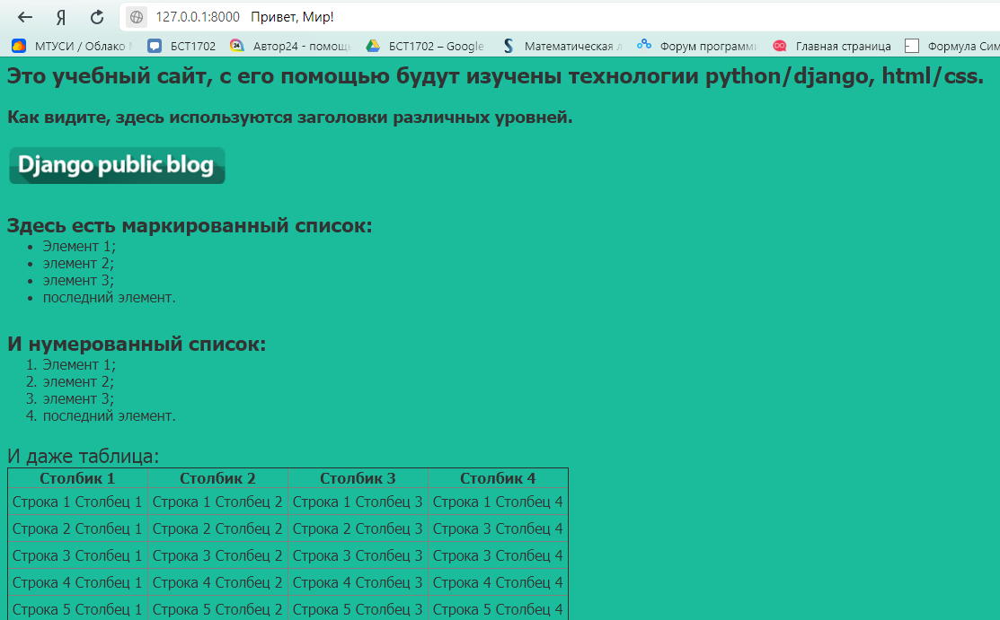 Я 127.0.0.1:8000 Привет, Мир!
МТУСИ / Облако БСТ1702 Автор24 - помощь БСТ1702 – Google Математическая Форум программи Главная страница Формула Сим
Это учебный сайт, с его помощью будут изучены технологии python/django, html/css.
Как видите, здесь используются заголовки различных уровней.
Django public blog
Здесь есть маркированный список:
• Элемент 1;
• элемент 2;
• элемент 3;
• последний элемент.
И нумерованный список:
1. Элемент 1;
2. элемент 2;
3. элемент 3;
4. последний элемент.
И даже таблица:
Столбик 1 Столбик 2 Столбик 3 Столбик 4
Строка 1 Столбец 1 Строка 1 Столбец 2 Строка 1 Столбец 3 Строка 1 Столбец 4
Строка 2 Столбец 1 Строка 2 Столбец 2 Строка 2 Столбец 3 Строка 3 Столбец 4
Строка 3 Столбец 1 Строка 3 Столбец 2 Строка 3 Столбец 3 Строка 3 Столбец 4
Строка 4 Столбец 1 Строка 4 Столбец 2 Строка 4 Столбец 3 Строка 4 Столбец 4
Строка 5 Столбец 1 Строка 5 Столбец 2 Строка 5 Столбец 3 Строка 5 Столбец 4